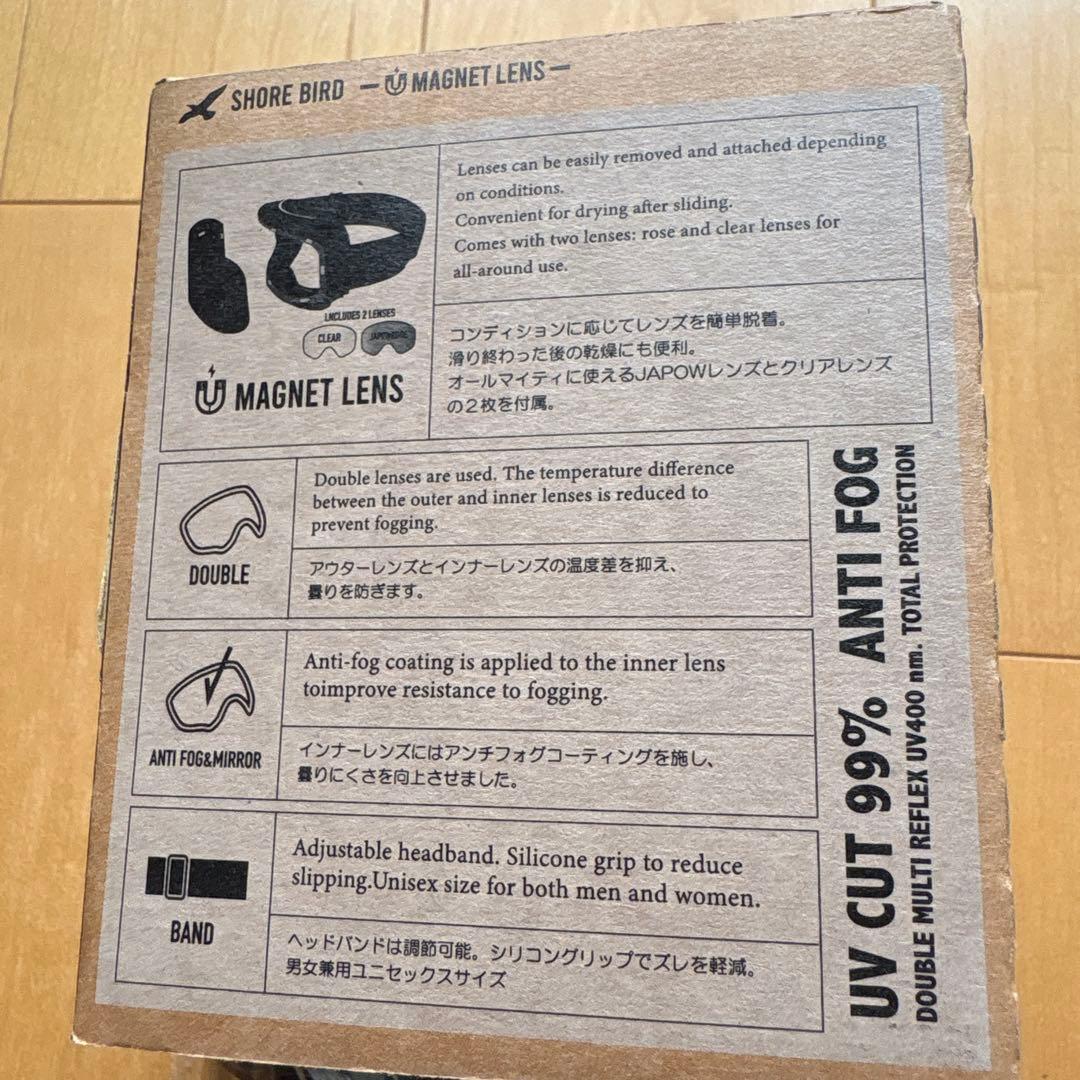 SHORE BIRD — MAGNET LENS —
Lenses can be easily removed and attached depending
on conditions.
Convenient for drying after sliding.
Comes with two lenses: rose and clear lenses for
all-around use.
LNCLUDES 2 LENSES
CLEAR
MAGNET LENS
コンディションに応じてレンズを簡単脱着。
滑り終わった後の乾燥にも便利。
オールマイティに使えるJAPOWレンズとクリアレンズ
の2枚を付属。
DOUBLE
Double lenses are used. The temperature difference
between the outer and inner lenses is reduced to
prevent fogging.
アウターレンズとインナーレンズの温度差を抑え、
曇りを防ぎます。
ANTI FOG&MIRROR
Anti-fog coating is applied to the inner lens
toimprove resistance to fogging.
インナーレンズにはアンチフォグコーティングを施し、
曇りにくさを向上させました。
BAND
Adjustable headband. Silicone grip to reduce
slipping.Unisex size for both men and women.
ヘッドバンドは調節可能。シリコングリップでズレを軽減。
男女兼用ユニセックスサイズ
UV CUT 99% ANTI FOG
DOUBLE MULTI REFLEX UV400 nm. TOTAL PROTECTION